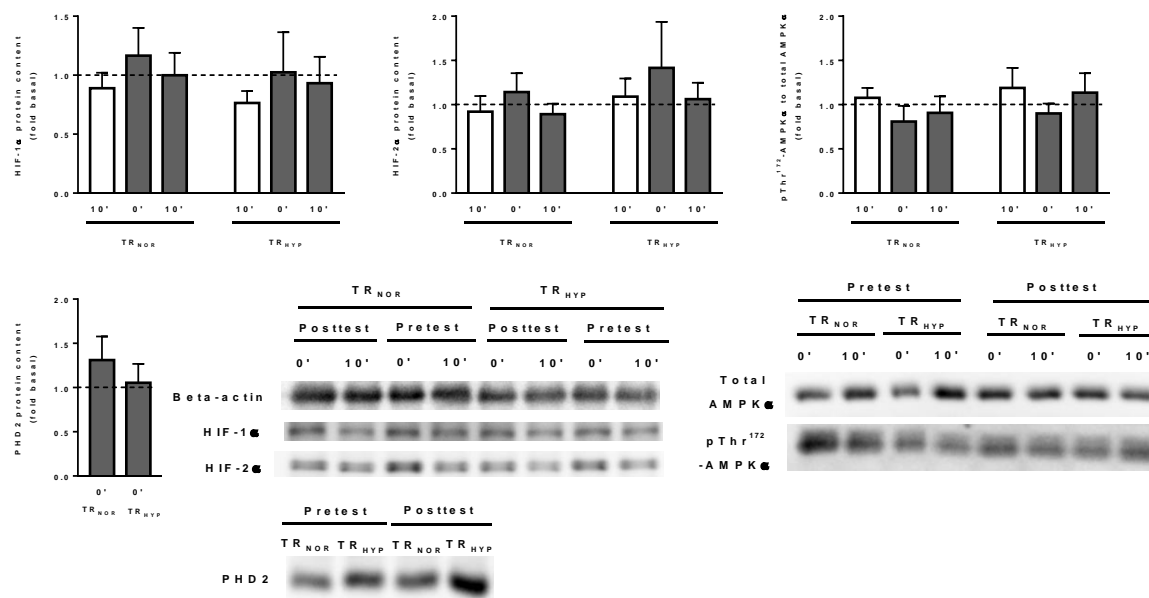 HIF-1α protein content
(fold basal)
1.5
1.0
0.5
0.0
10' 0' 10' 10' 0' 10'
TR NOR TR HYP
HIF-2α protein content
(fold basal)
2.0
1.5
1.0
0.5
0.0
10' 0' 10' 10' 0' 10'
TR NOR TR HYP
pThr172-AMPKα to total AMPKα
(fold basal)
2.0
1.5
1.0
0.5
0.0
10' 0' 10' 10' 0' 10'
TR NOR TR HYP
PHD2 protein content
(fold basal)
2.0
1.5
1.0
0.5
0.0
0' 0'
TR NOR TR HYP
TR NOR TR HYP
Posttest Pretest Posttest Pretest
0' 10' 0' 10' 0' 10' 0' 10'
Beta-actin
HIF-1α
HIF-2α
Pretest Posttest
TR NOR TR HYP TR NOR TR HYP
PHD2
Pretest Posttest
TR NOR TR HYP TR NOR TR HYP
0' 10' 0' 10' 0' 10' 0' 10'
Total
AMPKα
pThr172
-AMPKα